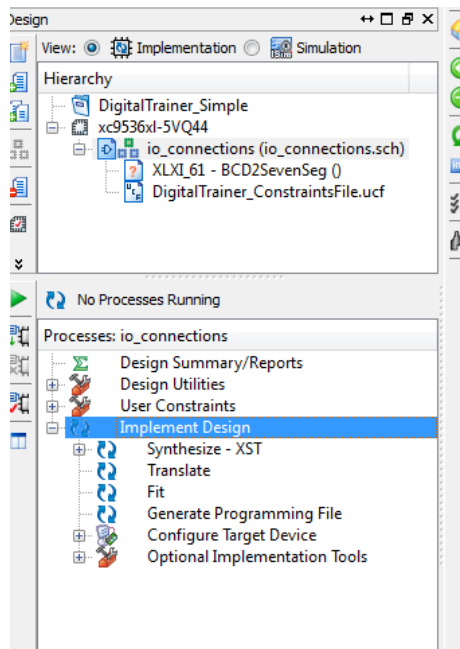 Design
View: Implementation Simulation
Hierarchy
DigitalTrainer_Simple
xc9536xl-5VQ44
io_connections (io_connections.sch)
XLXI_61 - BCD2SevenSeg ()
DigitalTrainer_ConstraintsFile.ucf
No Processes Running
Processes: io_connections
Design Summary/Reports
Design Utilities
User Constraints
Implement Design
Synthesize - XST
Translate
Fit
Generate Programming File
Configure Target Device
Optional Implementation Tools